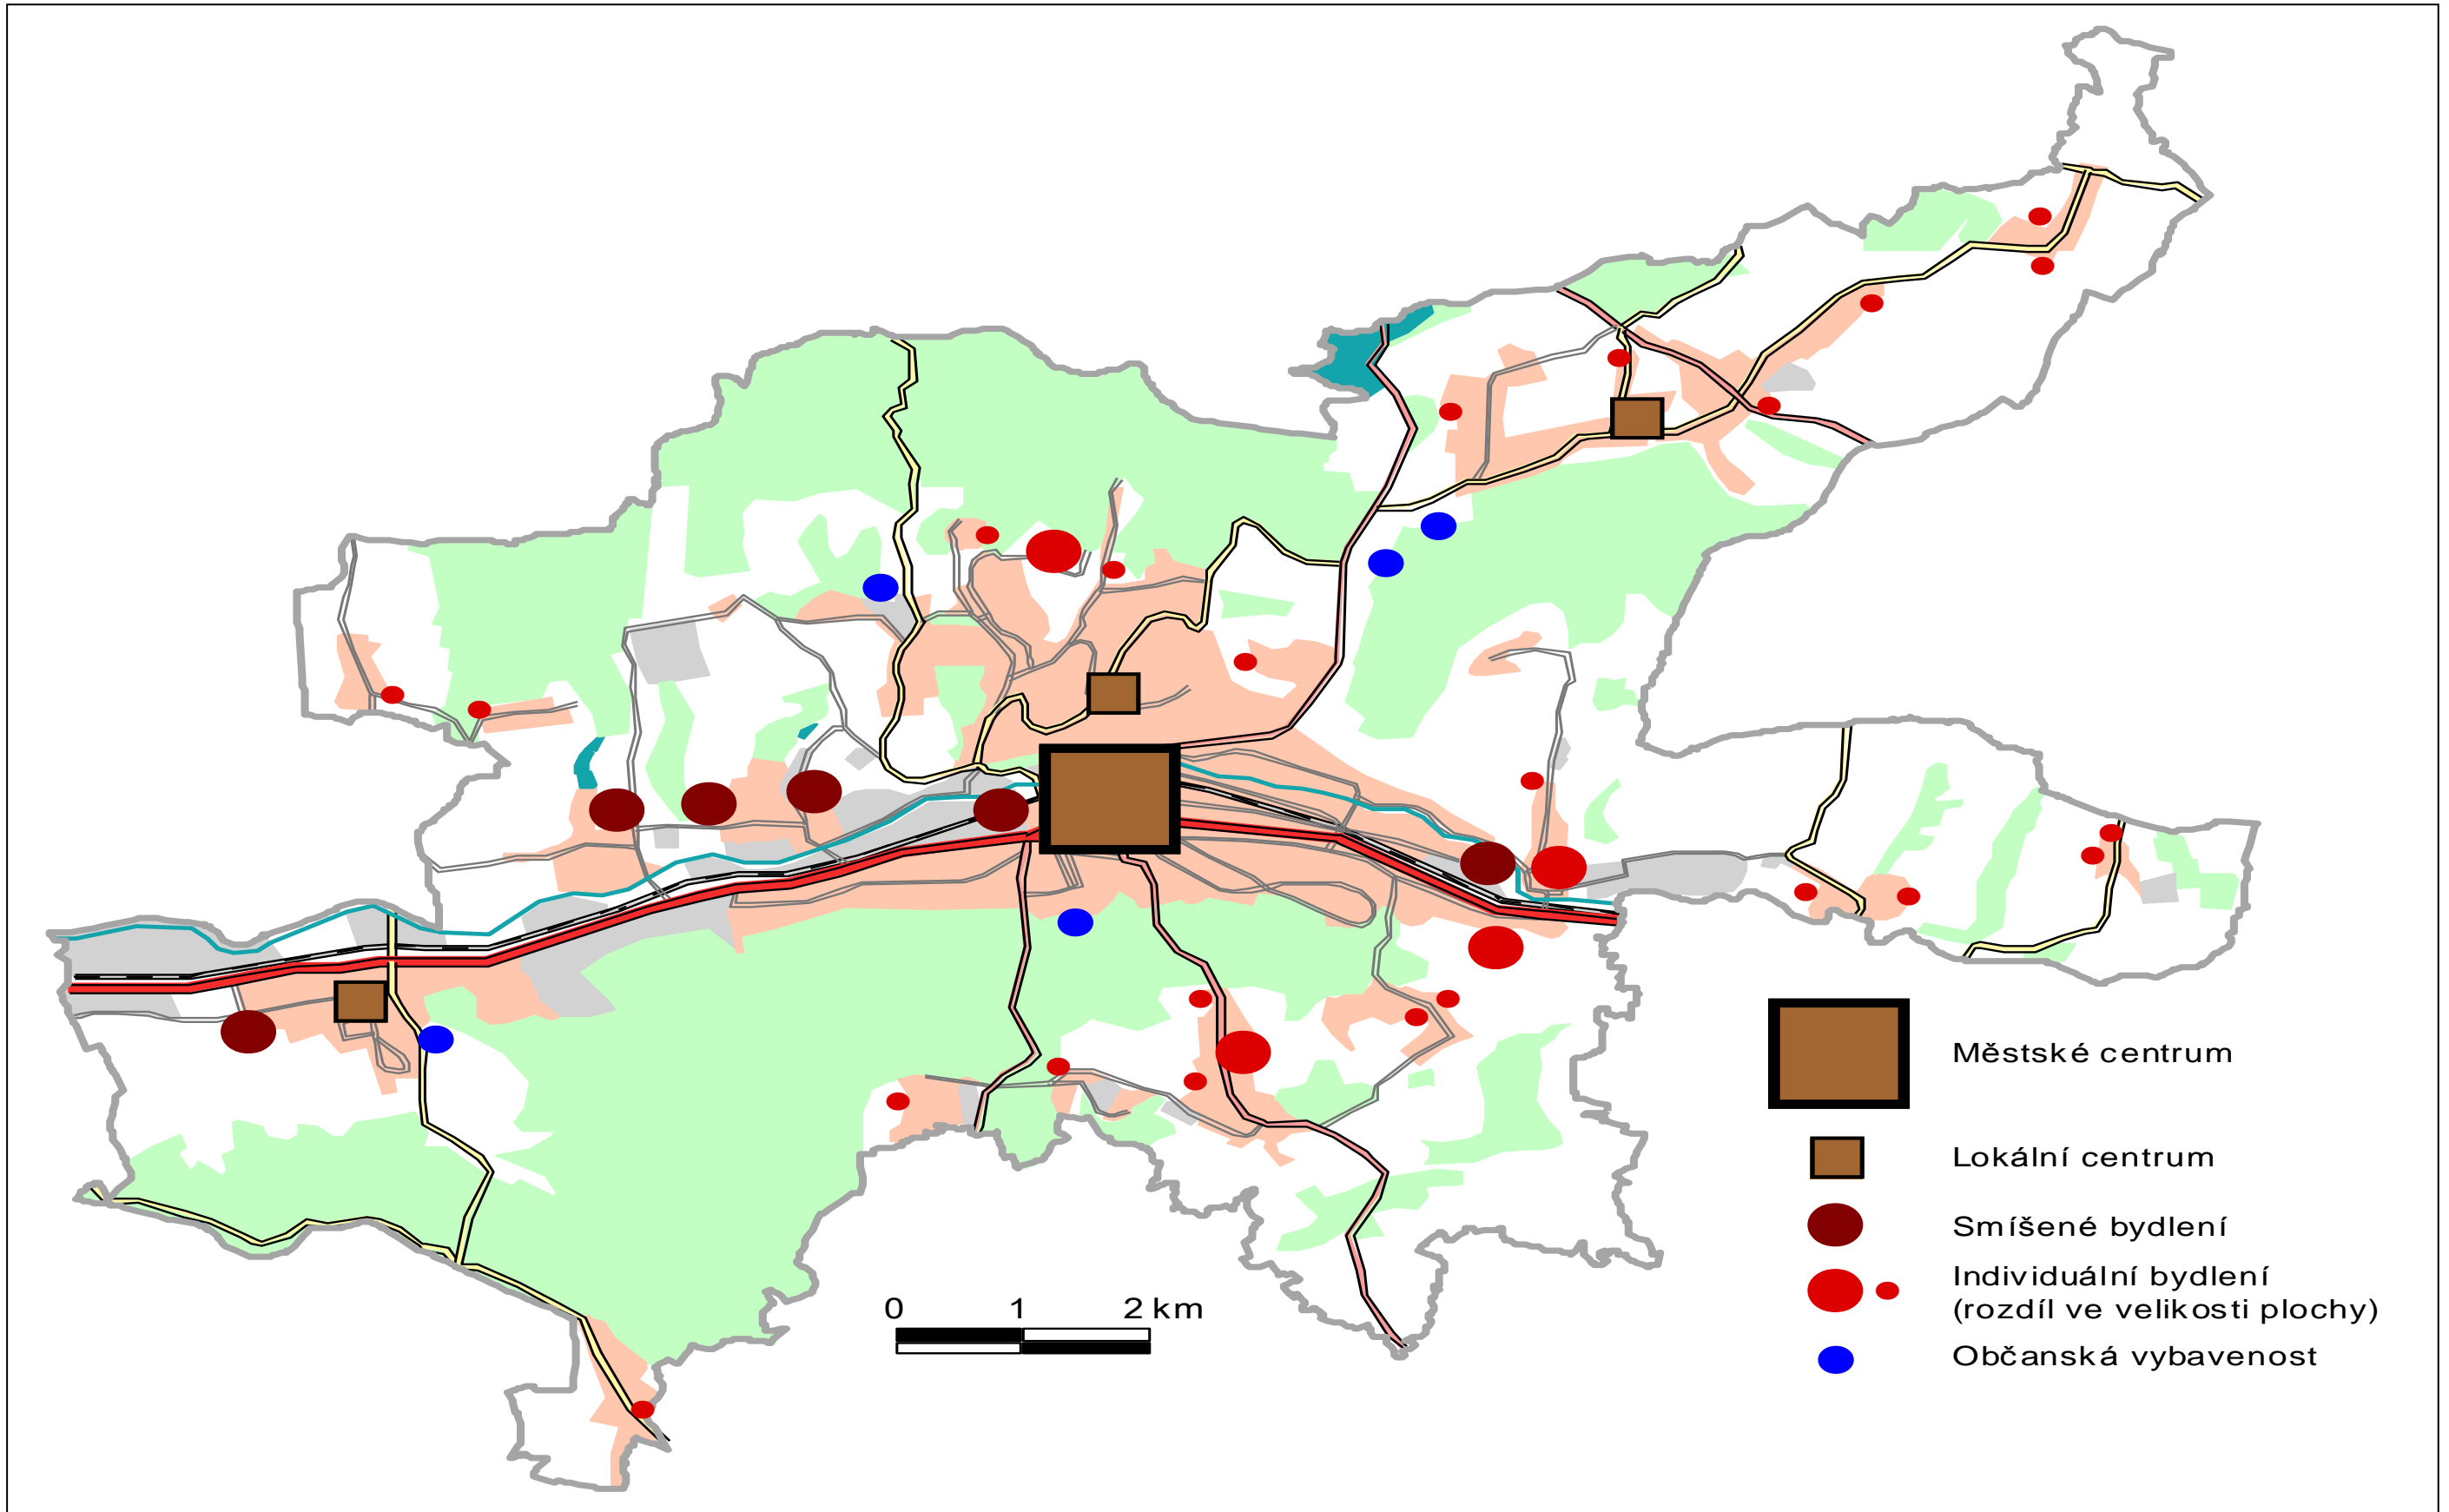 0 1 2 km
Městské centrum
Lokální centrum
Smíšené bydlení
Individuální bydlení
(rozdíl ve velikosti plochy)
Občanská vybavenost